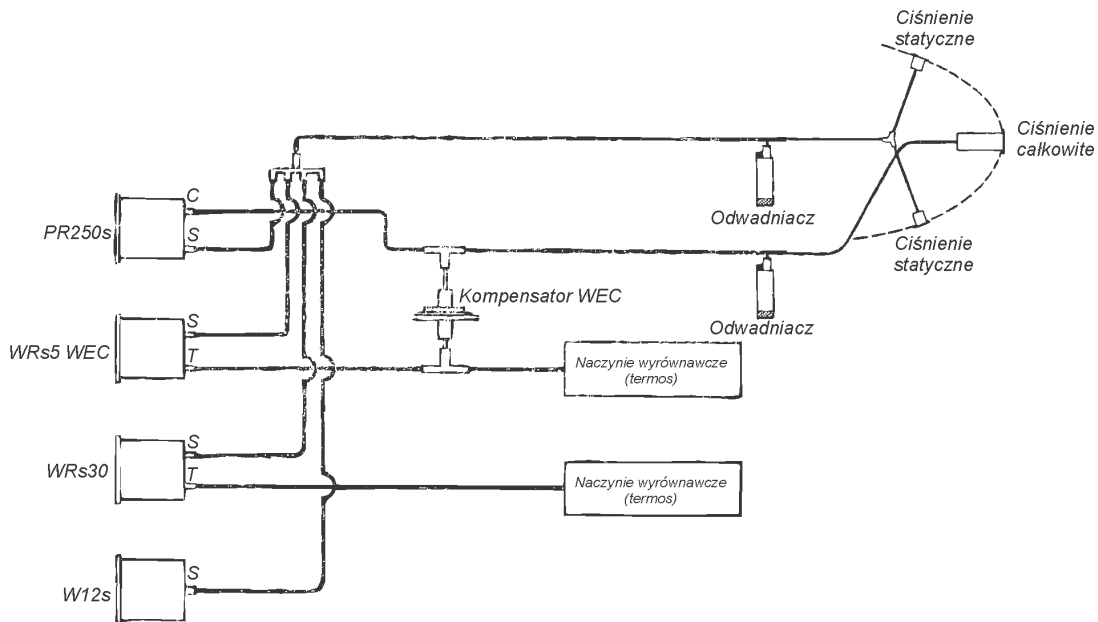 Ciśnienie
statyczne
Ciśnienie
całkowite
Odwadniacz
C
PR250s
S
Ciśnienie
statyczne
Kompensator WEC
Odwadniacz
S
WRs5 WEC
T
Naczynie wyrównawcze
(termos)
S
WRs30
T
Naczynie wyrównawcze
(termos)
S
W12s